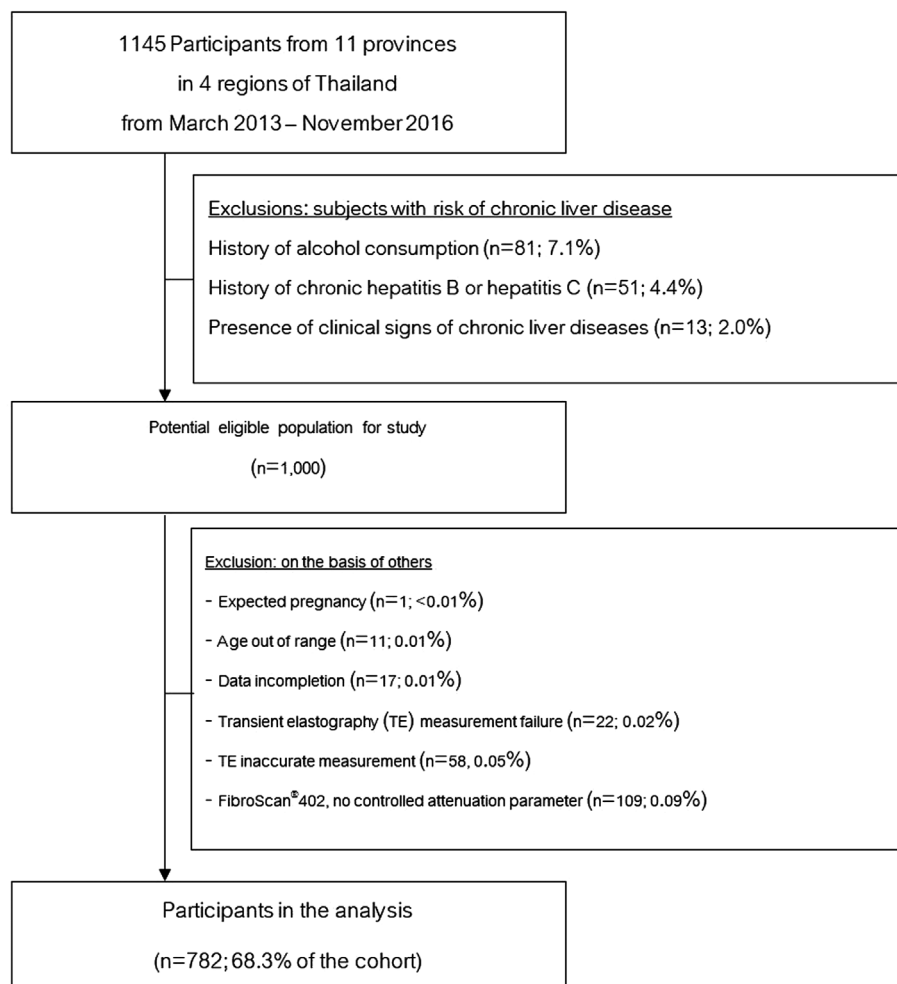 1145 Participants from 11 provinces
in 4 regions of Thailand
from March 2013 – November 2016
Exclusions: subjects with risk of chronic liver disease
History of alcohol consumption (n=81; 7.1%)
History of chronic hepatitis B or hepatitis C (n=51; 4.4%)
Presence of clinical signs of chronic liver diseases (n=13; 2.0%)
Potential eligible population for study
(n=1,000)
Exclusion: on the basis of others
- Expected pregnancy (n=1; <0.01%)
- Age out of range (n=11; 0.01%)
- Data incompletion (n=17; 0.01%)
- Transient elastography (TE) measurement failure (n=22; 0.02%)
- TE inaccurate measurement (n=58, 0.05%)
- FibroScan®402, no controlled attenuation parameter (n=109; 0.09%)
Participants in the analysis
(n=782; 68.3% of the cohort)